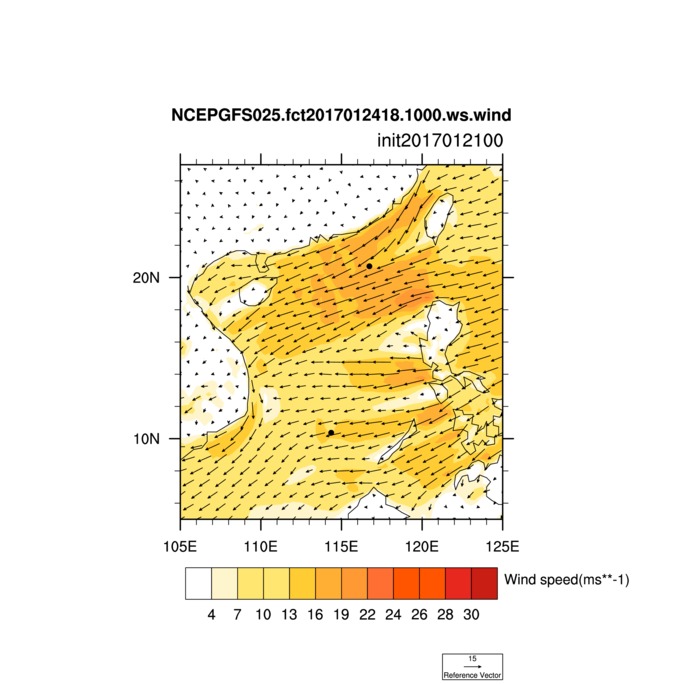 NCEPGFS025.fct2017012418.1000.ws.wind
init2017012100
20N
10N
105E 110E 115E 120E 125E
Wind speed(ms**-1)
4 7 10 13 16 19 22 24 26 28 30
15
Reference Vector